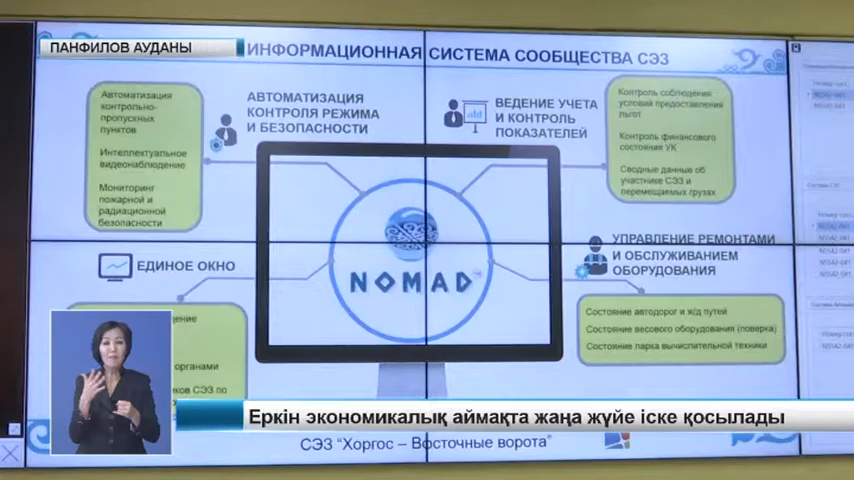 ПАНФИЛОВ АУДАНЫ
ИНФОРМАЦИОННАЯ СИСТЕМА СООБЩЕСТВА СЭЗ
Автоматизация
контрольно-
пропускных
пунктов
Интеллектуальное
видеонаблюдение
Мониторинг
пожарной и
радиационной
безопасности
АВТОМАТИЗАЦИЯ
КОНТРОЛЯ РЕЖИМА
И БЕЗОПАСНОСТИ
ВЕДЕНИЕ УЧЕТА
И КОНТРОЛЬ
ПОКАЗАТЕЛЕЙ
Контроль соблюдения
условий предоставления
льгот
Контроль финансового
состояния УК
Сводные данные об
участнике СЭЗ и
перемещаемых грузах
NOMAD
ЕДИНОЕ ОКНО
УПРАВЛЕНИЕ РЕМОНТАМИ
И ОБСЛУЖИВАНИЕМ
ОБОРУДОВАНИЯ
Состояние автодорог и ж/д путей
Состояние весового оборудования (поверка)
Состояние парка вычислительной техники
органами
СЭЗ по
Еркін экономикалық аймақта жаңа жүйе іске қосылады
СЭЗ "Хоргос – Восточные ворота"